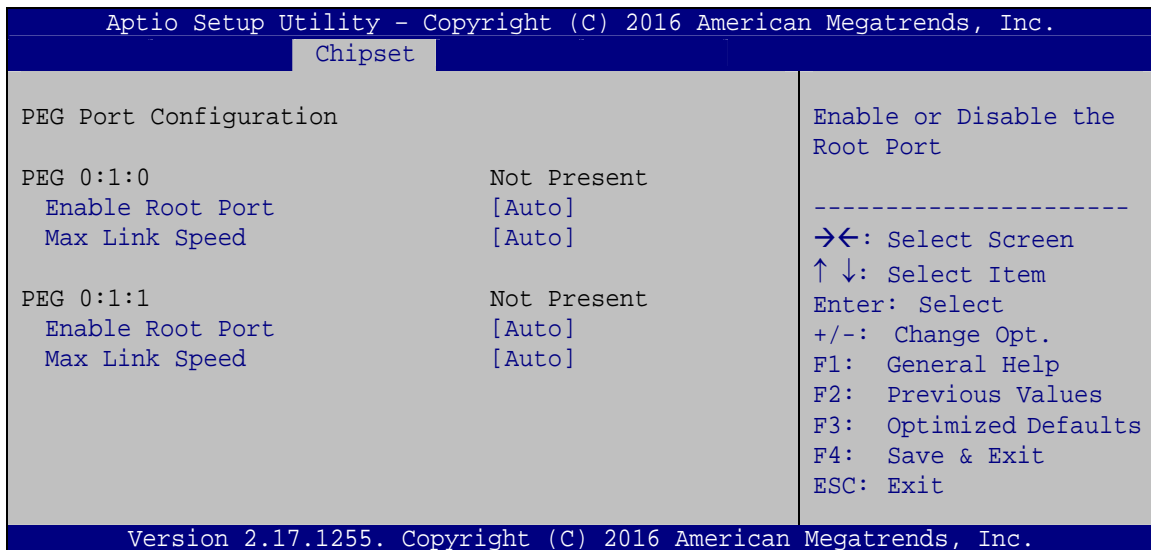 Aptio Setup Utility – Copyright (C) 2016 American Megatrends, Inc.
Chipset
PEG Port Configuration
PEG 0:1:0 Not Present
Enable Root Port [Auto]
Max Link Speed [Auto]
PEG 0:1:1 Not Present
Enable Root Port [Auto]
Max Link Speed [Auto]
Enable or Disable the
Root Port
----------------------
→←: Select Screen
↑ ↓: Select Item
Enter: Select
+/-: Change Opt.
F1: General Help
F2: Previous Values
F3: Optimized Defaults
F4: Save & Exit
ESC: Exit
Version 2.17.1255. Copyright (C) 2016 American Megatrends, Inc.